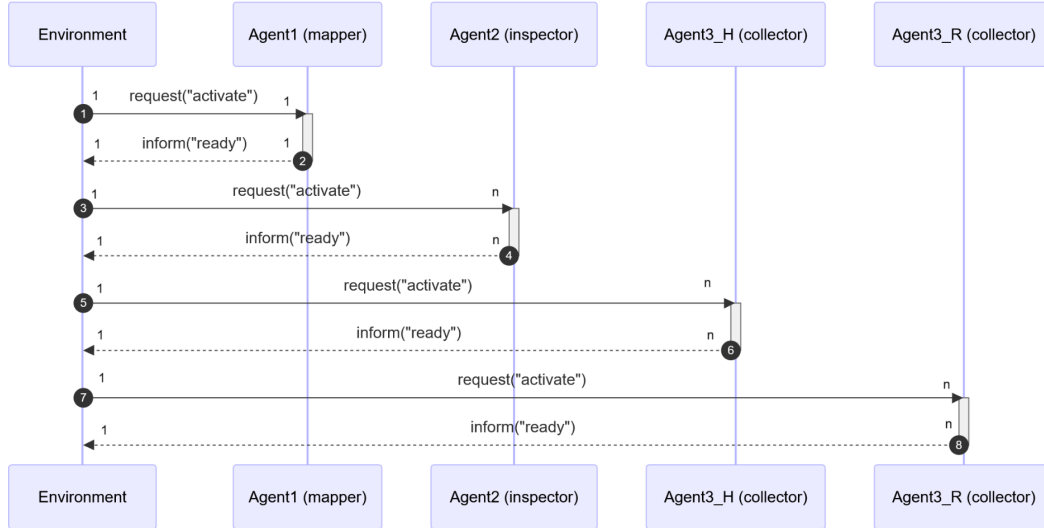 Environment
Agent1 (mapper)
Agent2 (inspector)
Agent3_H (collector)
Agent3_R (collector)
1 request("activate") 1
1
1 inform("ready") 1
2
1 request("activate") n
3
1 inform("ready") n
4
1 request("activate") n
5
1 inform("ready") n
6
1 request("activate") n
7
1 inform("ready") n
8
Environment
Agent1 (mapper)
Agent2 (inspector)
Agent3_H (collector)
Agent3_R (collector)